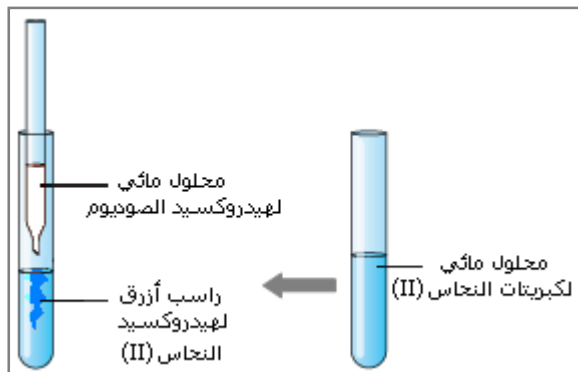 محلول مائي
لهيدروكسيد الصوديوم
محلول مائي
لكبريتات النحاس (II)
راسب أزرق
لهيدروكسيد
النحاس (II)